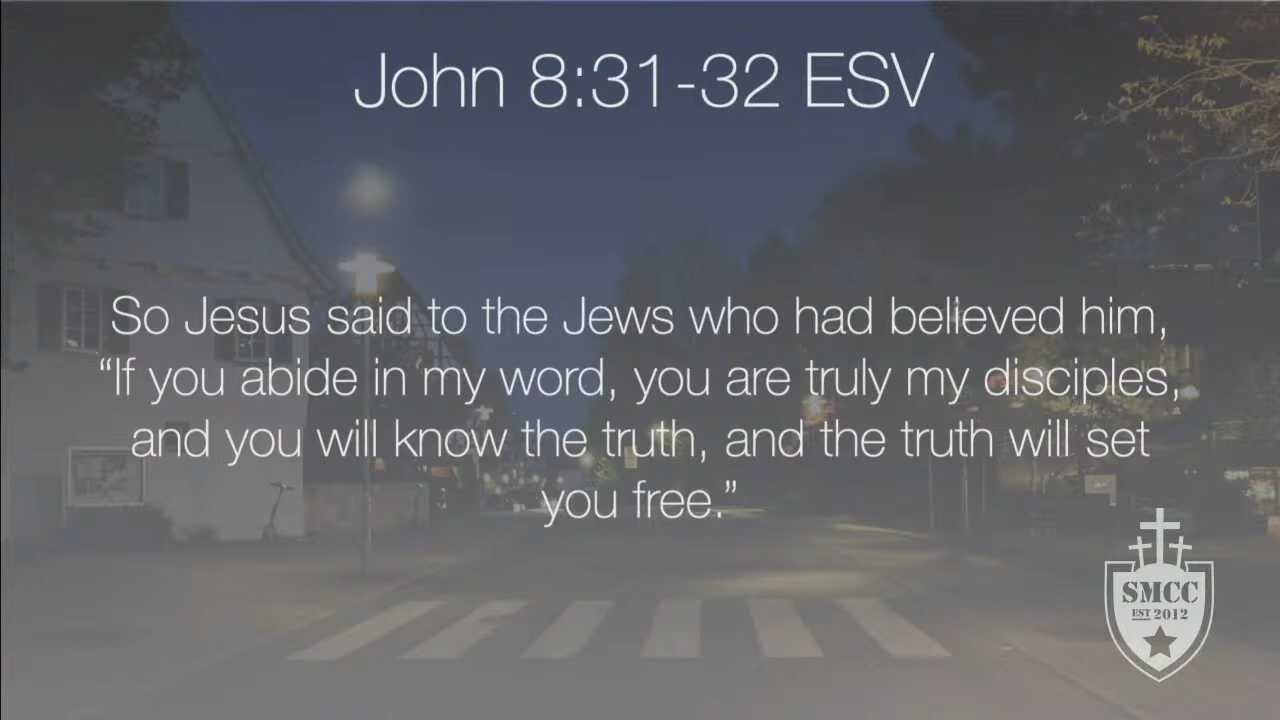 John 8:31-32 ESV
So Jesus said to the Jews who had believed him,
“If you abide in my word, you are truly my disciples,
and you will know the truth, and the truth will set
you free.”
SMCC
EST 2012